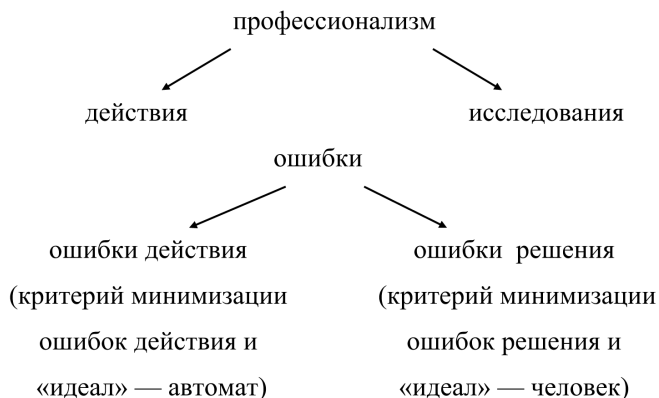 профессионализм
действия исследования
ошибки
ошибки действия ошибки решения
(критерий минимизации (критерий минимизации
ошибок действия и ошибок решения и
«идеал» — автомат) «идеал» — человек)